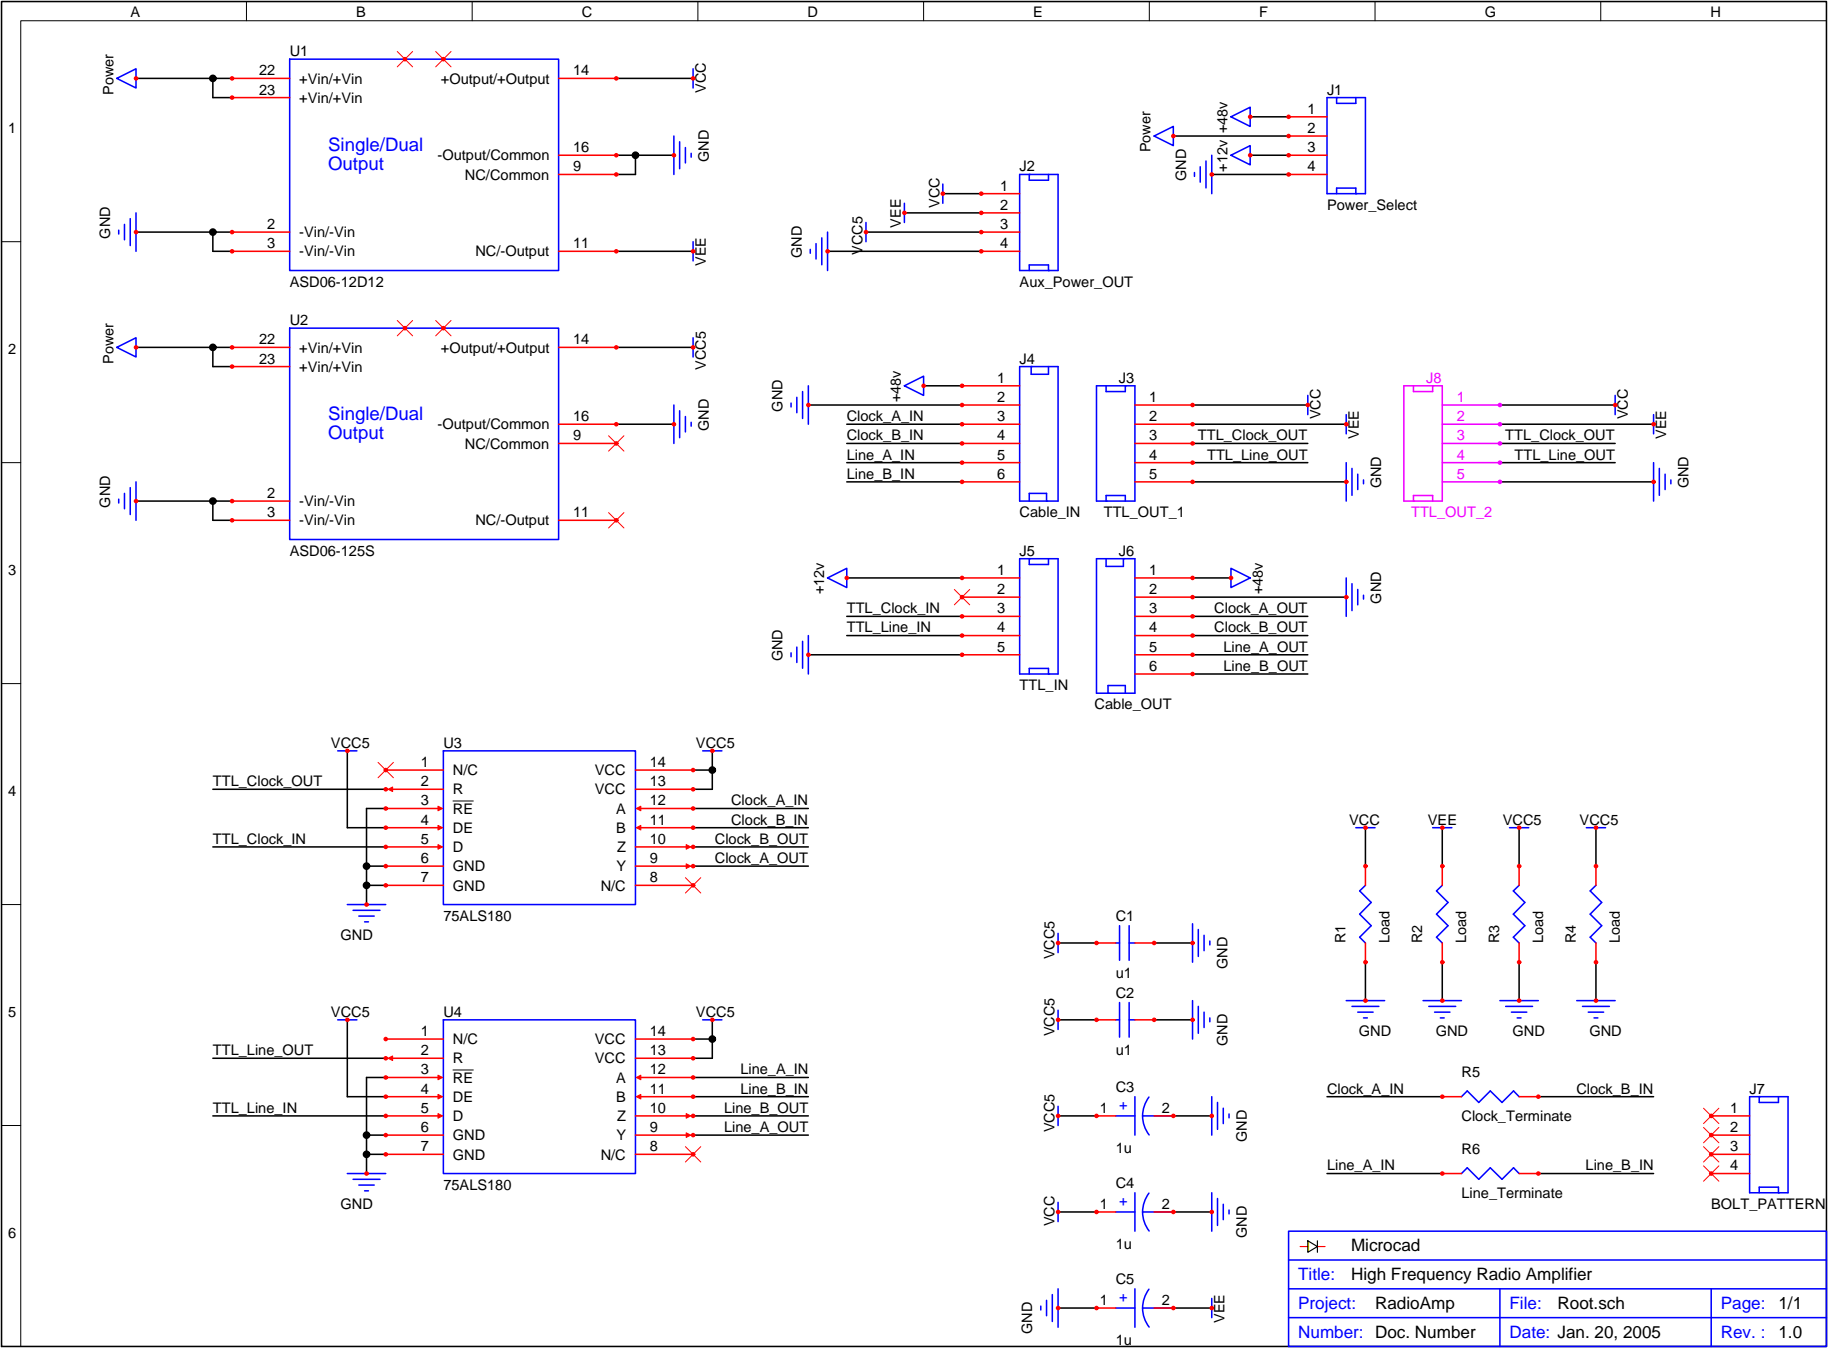 A B C D E F G H
1
2
3
4
5
6
U1
Power
22 +Vin/+Vin
23 +Vin/+Vin
+Output/+Output 14
VCC
Single/Dual
Output
-Output/Common 16
NC/Common 9
GND
GND
2 -Vin/-Vin
3 -Vin/-Vin
NC/-Output 11
VEE
ASD06-12D12
U2
Power
22 +Vin/+Vin
23 +Vin/+Vin
+Output/+Output 14
VCC5
Single/Dual
Output
-Output/Common 16
NC/Common 9
GND
GND
2 -Vin/-Vin
3 -Vin/-Vin
NC/-Output 11
ASD06-125S
J2
VCC 1
VEE 2
VCC5 3
GND 4
Aux_Power_OUT
J1
+48v 1
Power 2
+12v 3
GND 4
Power_Select
J4
+48v 1
GND 2
Clock_A_IN 3
Clock_B_IN 4
Line_A_IN 5
Line_B_IN 6
Cable_IN
J3
1 VCC
2 VEE
3 TTL_Clock_OUT
4 TTL_Line_OUT
5 GND
TTL_OUT_1
J8
1 VCC
2 VEE
3 TTL_Clock_OUT
4 TTL_Line_OUT
5 GND
TTL_OUT_2
J5
+12v 1
2
TTL_Clock_IN 3
TTL_Line_IN 4
GND 5
TTL_IN
J6
1 +48v
2 GND
3 Clock_A_OUT
4 Clock_B_OUT
5 Line_A_OUT
6 Line_B_OUT
Cable_OUT
VCC5 U3 VCC5
1 N/C VCC 14
TTL_Clock_OUT 2 R VCC 13
3 RE A 12 Clock_A_IN
4 DE B 11 Clock_B_IN
TTL_Clock_IN 5 D Z 10 Clock_B_OUT
6 GND Y 9 Clock_A_OUT
7 GND N/C 8
GND
75ALS180
VCC5 U4 VCC5
1 N/C VCC 14
TTL_Line_OUT 2 R VCC 13
3 RE A 12 Line_A_IN
4 DE B 11 Line_B_IN
TTL_Line_IN 5 D Z 10 Line_B_OUT
6 GND Y 9 Line_A_OUT
7 GND N/C 8
GND
75ALS180
C1
VCC5 GND
u1
C2
VCC5 GND
u1
C3
VCC5 1 + 2 GND
1u
C4
VCC 1 + 2 GND
1u
C5
GND 1 + 2 VEE
1u
VCC VEE VCC5 VCC5
R1 Load R2 Load R3 Load R4 Load
GND GND GND GND
R5
Clock_A_IN Clock_B_IN
Clock_Terminate
R6
Line_A_IN Line_B_IN
Line_Terminate
J7
1
2
3
4
BOLT_PATTERN
Microcad
Title: High Frequency Radio Amplifier
Project: RadioAmp File: Root.sch Page: 1/1
Number: Doc. Number Date: Jan. 20, 2005 Rev. : 1.0